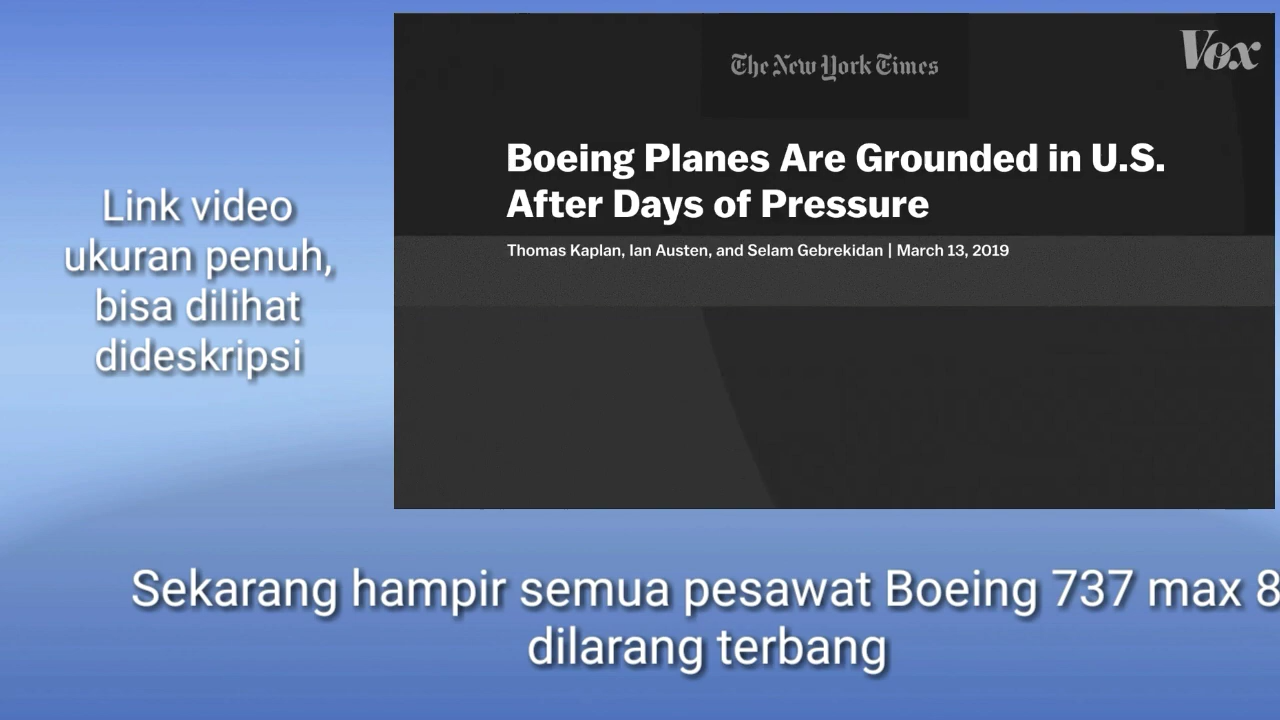 Link video
ukuran penuh,
bisa dilihat
dideskripsi
The New York Times
Vox
Boeing Planes Are Grounded in U.S.
After Days of Pressure
Thomas Kaplan, Ian Austen, and Selam Gebrekidan | March 13, 2019
Sekarang hampir semua pesawat Boeing 737 max 8
dilarang terbang